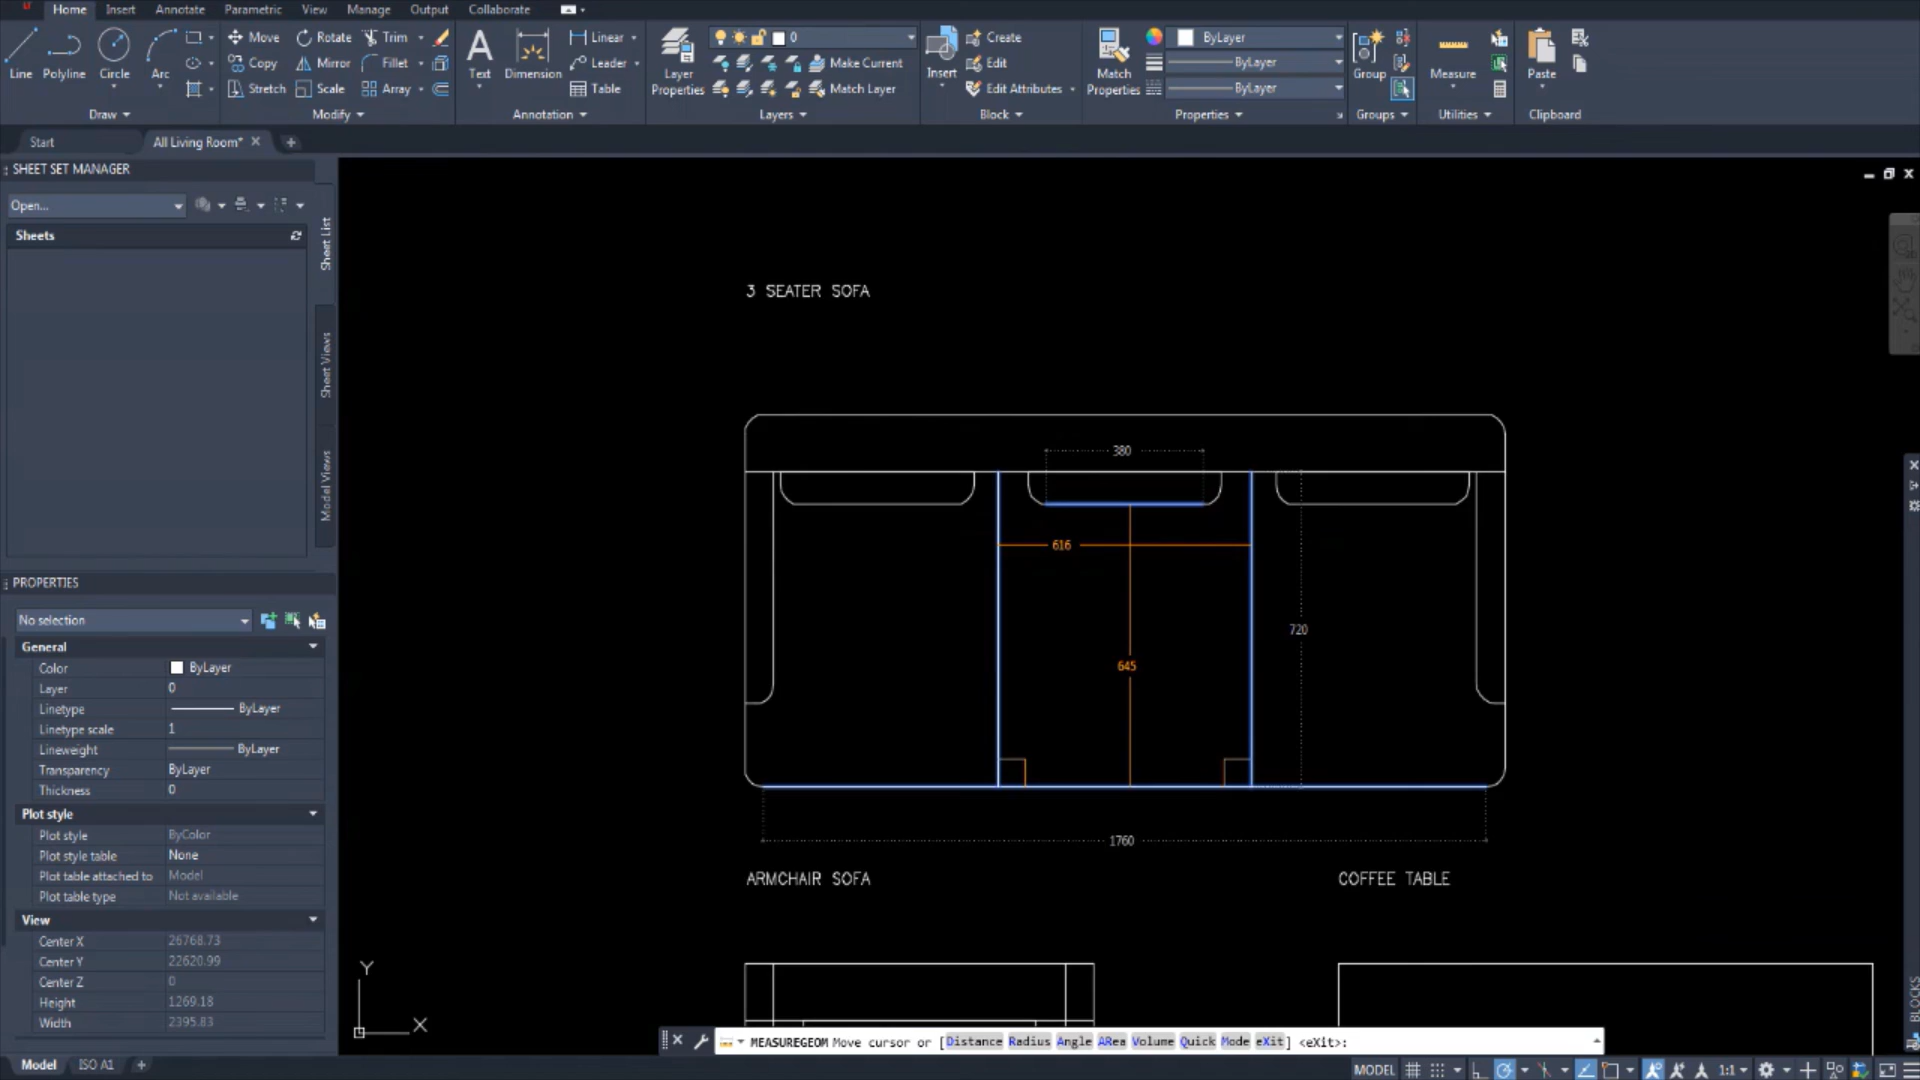 Home Insert Annotate Parametric View Manage Output Collaborate
Line Polyline Circle Arc
Move Rotate Trim
Copy Mirror Fillet
Stretch Scale Array
Draw Modify
Text Dimension
Linear
Leader
Table
Annotation
Layer Properties
0
Make Current
Match Layer
Layers
Insert
Create
Edit
Edit Attributes
Block
Match Properties
ByLayer
ByLayer
ByLayer
Properties
Group
Groups
Measure
Utilities
Paste
Clipboard
Start All Living Room*
SHEET SET MANAGER
Open...
Sheets
Sheet List
Sheet Views
Model Views
PROPERTIES
No selection
General
Color ByLayer
Layer 0
Linetype ByLayer
Linetype scale 1
Lineweight ByLayer
Transparency ByLayer
Thickness 0
Plot style
Plot style ByColor
Plot style table None
Plot table attached to Model
Plot table type Not available
View
Center X 26768.73
Center Y 22620.99
Center Z 0
Height 1269.18
Width 2395.83
3 SEATER SOFA
380
616
720
645
1760
ARMCHAIR SOFA COFFEE TABLE
Y
X
BLOCKS
MEASUREGEOM Move cursor or [Distance Radius Angle ARea Volume Quick Mode eXit] <eXit>:
Model ISO A1
MODEL 1:1